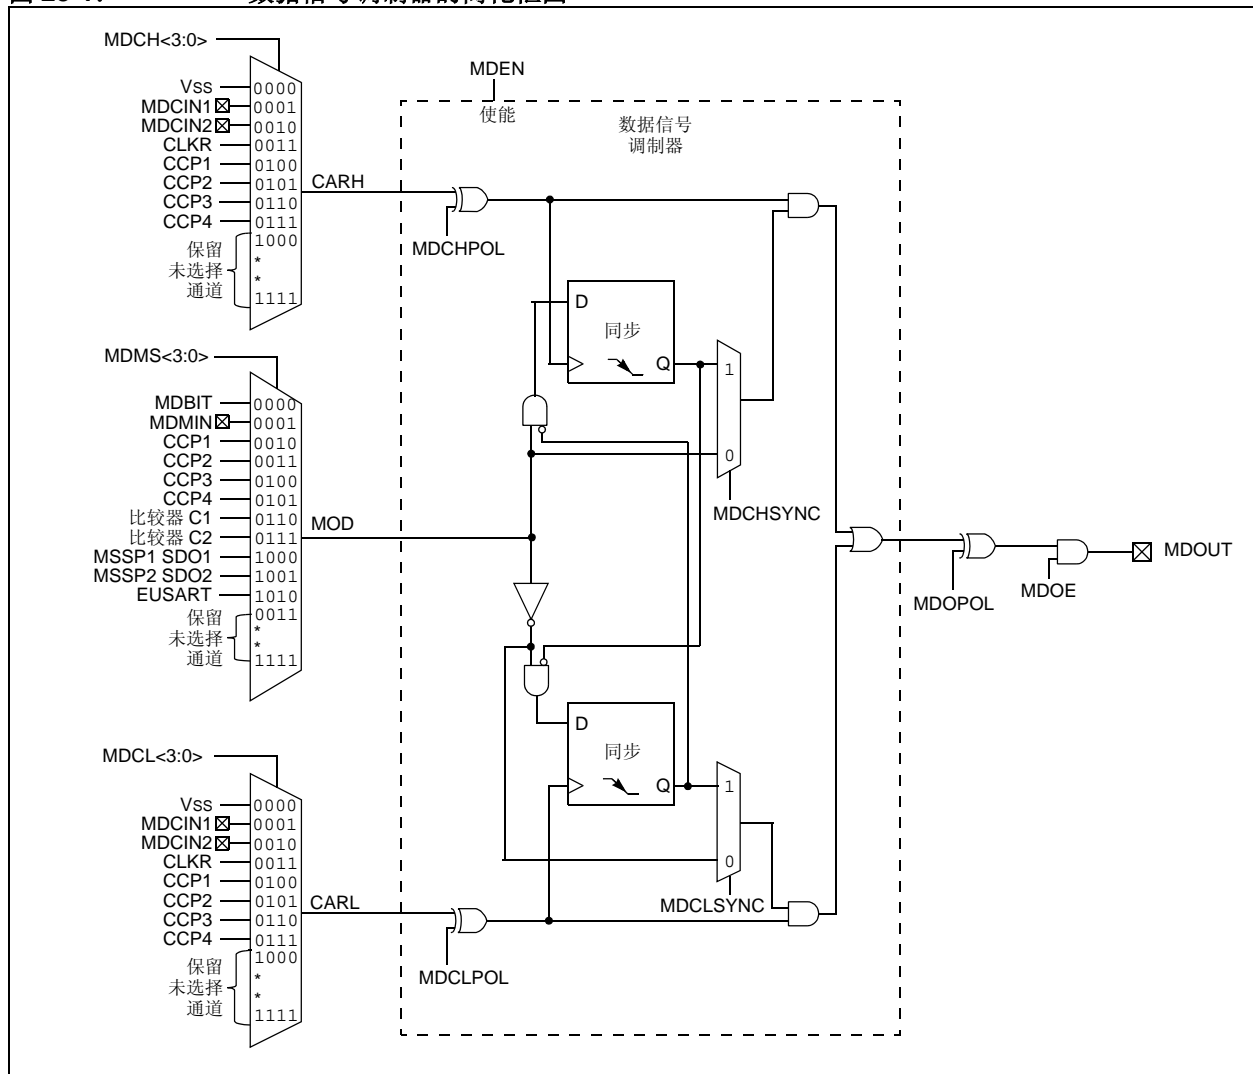 MDCH<3:0>
VSS 0000
MDCIN1 0001
MDCIN2 0010
CLKR 0011
CCP1 0100
CCP2 0101
CCP3 0110
CCP4 0111
1000
*
*
1111
保留
未选择
通道
CARH
MDEN
使能
数据信号
调制器
MDCHPOL
D
同步
Q
1
0
MDCHSYNC
MDMS<3:0>
MDBIT 0000
MDMIN 0001
CCP1 0010
CCP2 0011
CCP3 0100
CCP4 0101
比较器 C1 0110
比较器 C2 0111
MSSP1 SDO1 1000
MSSP2 SDO2 1001
EUSART 1010
0011
*
*
1111
保留
未选择
通道
MOD
MDOPOL
MDOE
MDOUT
D
同步
Q
1
0
MDCLSYNC
MDCL<3:0>
VSS 0000
MDCIN1 0001
MDCIN2 0010
CLKR 0011
CCP1 0100
CCP2 0101
CCP3 0110
CCP4 0111
1000
*
*
1111
保留
未选择
通道
CARL
MDCLPOL